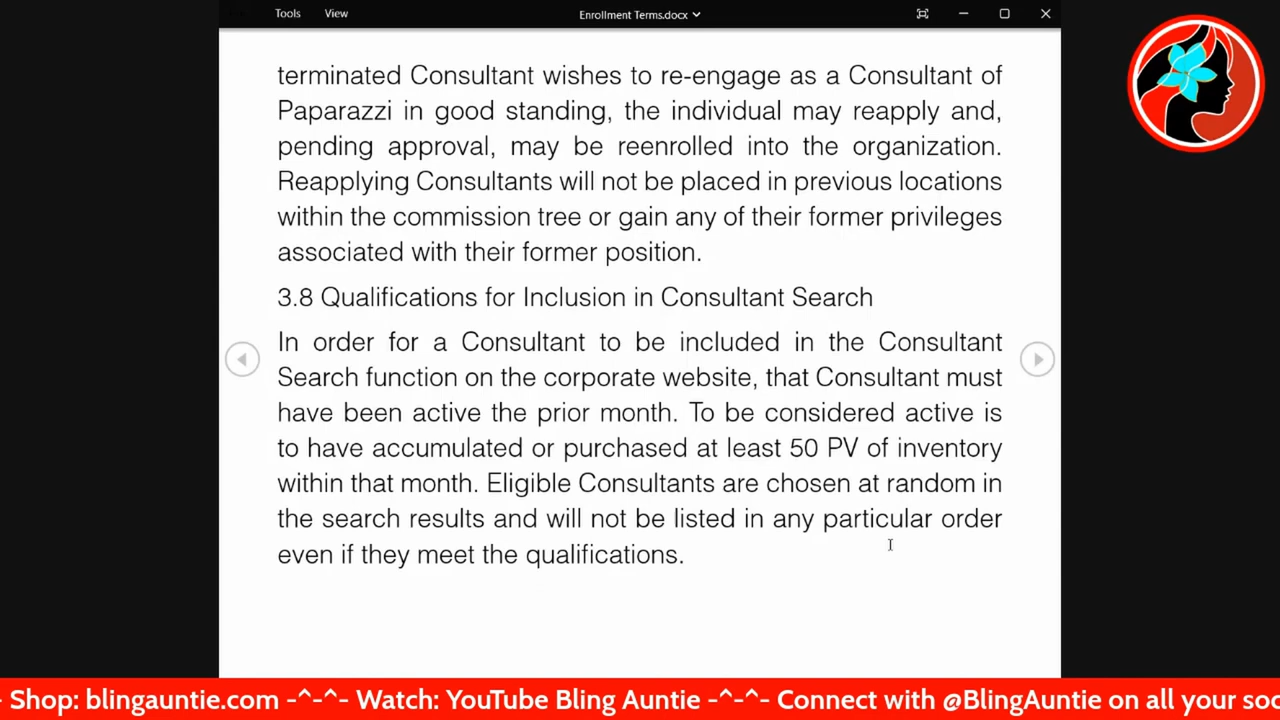 Tools View Enrollment Terms.docx
terminated Consultant wishes to re-engage as a Consultant of
Paparazzi in good standing, the individual may reapply and,
pending approval, may be reenrolled into the organization.
Reapplying Consultants will not be placed in previous locations
within the commission tree or gain any of their former privileges
associated with their former position.
3.8 Qualifications for Inclusion in Consultant Search
In order for a Consultant to be included in the Consultant
Search function on the corporate website, that Consultant must
have been active the prior month. To be considered active is
to have accumulated or purchased at least 50 PV of inventory
within that month. Eligible Consultants are chosen at random in
the search results and will not be listed in any particular order
even if they meet the qualifications.
- Shop: blingauntie.com -^-^- Watch: YouTube Bling Auntie -^-^- Connect with @BlingAuntie on all your soc